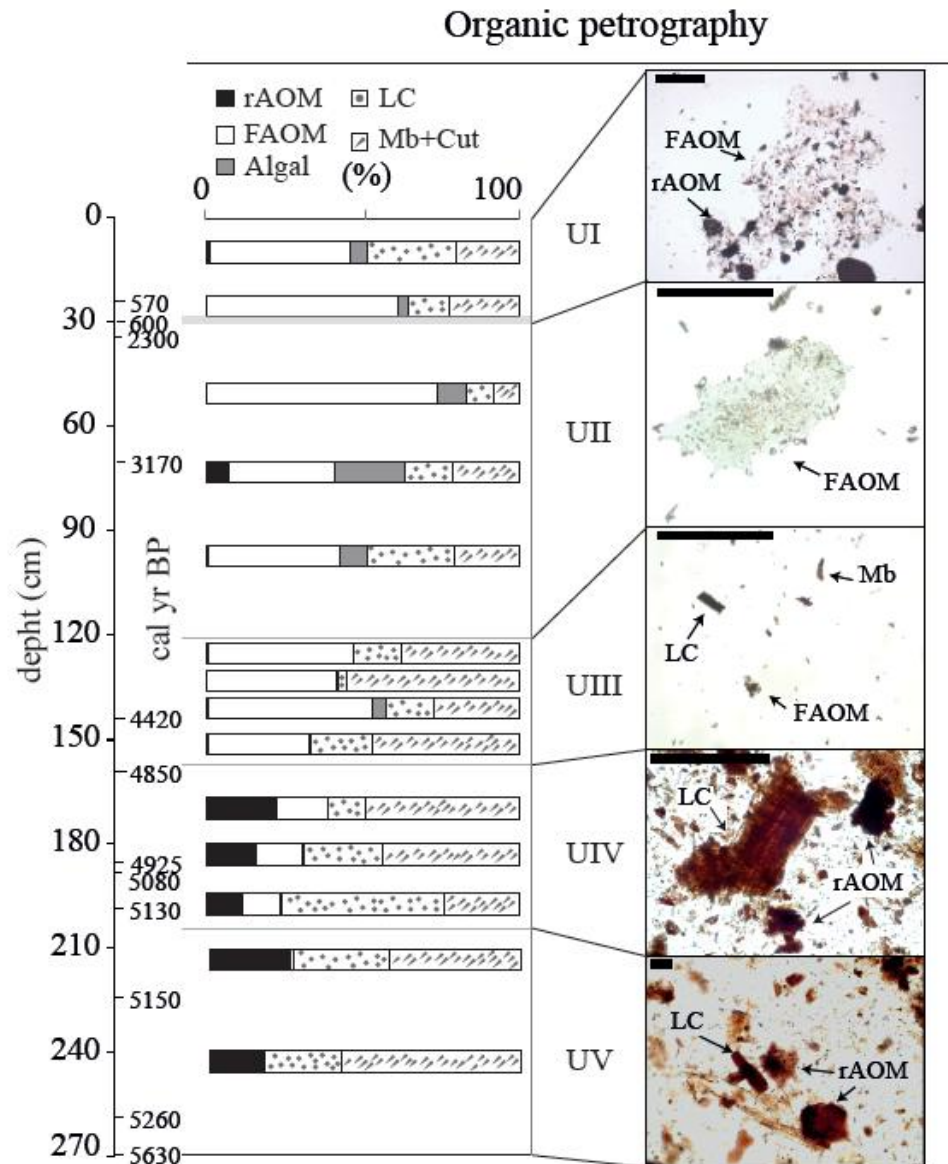 Organic petrography
rAOM
LC
FAOM
Mb+Cut
Algal
(%)
0
100
depht (cm)
0
30
60
90
120
150
180
210
240
270
cal yr BP
570
600
2300
3170
4420
4850
4925
5080
5130
5150
5260
5630
UI
UII
UIII
UIV
UV
FAOM
rAOM
FAOM
Mb
LC
FAOM
LC
rAOM
LC
rAOM